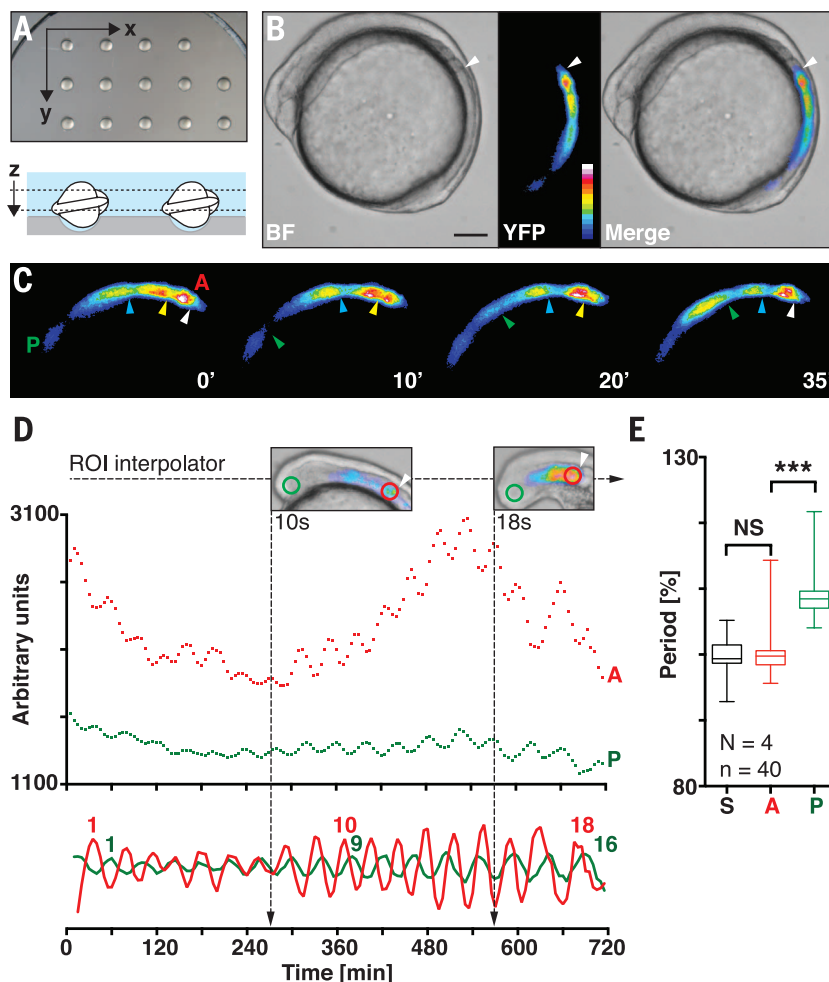 A
x
y
z
B
BF
YFP
Merge
C
A
P
0’
10’
20’
35’
D
ROI interpolator
10s
18s
3100
Arbitrary units
1100
A
P
1
1
10
9
18
16
0
120
240
360
480
600
720
Time [min]
E
130
Period [%]
80
NS
***
N = 4
n = 40
S
A
P